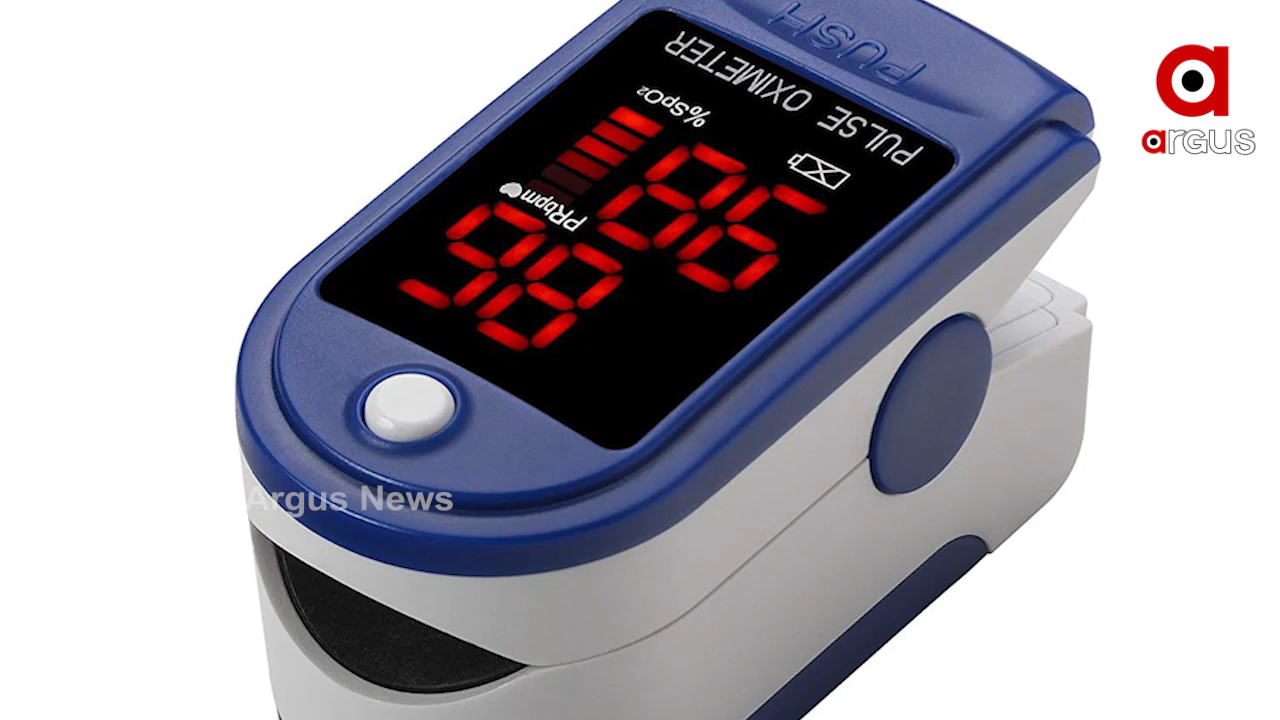 PUSH
PULSE OXIMETER
%SpO₂
98
PRbpm
86
argus
Argus News